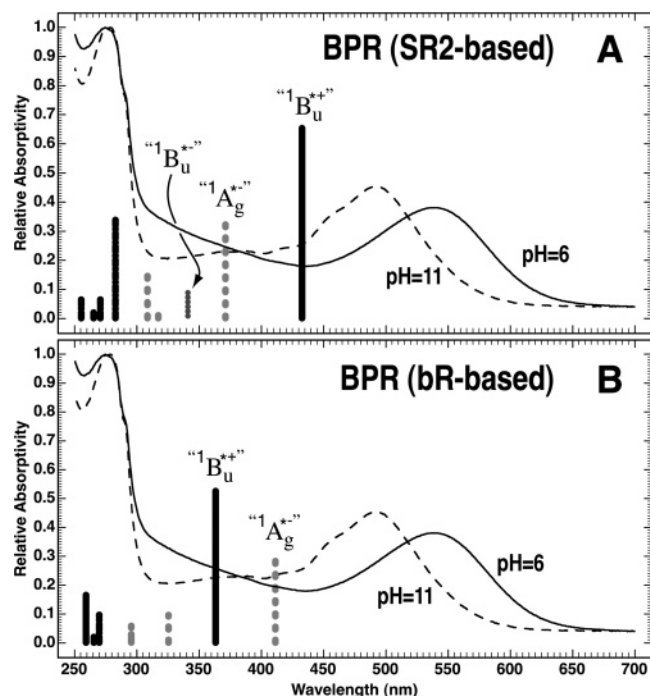 BPR (SR2-based) A
“¹Bᵤ*⁺”
“¹Bᵤ*⁻”
“¹A_g*⁻”
pH=6
pH=11
Relative Absorptivity
1.0
0.9
0.8
0.7
0.6
0.5
0.4
0.3
0.2
0.1
0.0
BPR (bR-based) B
“¹Bᵤ*⁺”
“¹A_g*⁻”
pH=6
pH=11
Relative Absorptivity
1.0
0.9
0.8
0.7
0.6
0.5
0.4
0.3
0.2
0.1
0.0
250 300 350 400 450 500 550 600 650 700
Wavelength (nm)